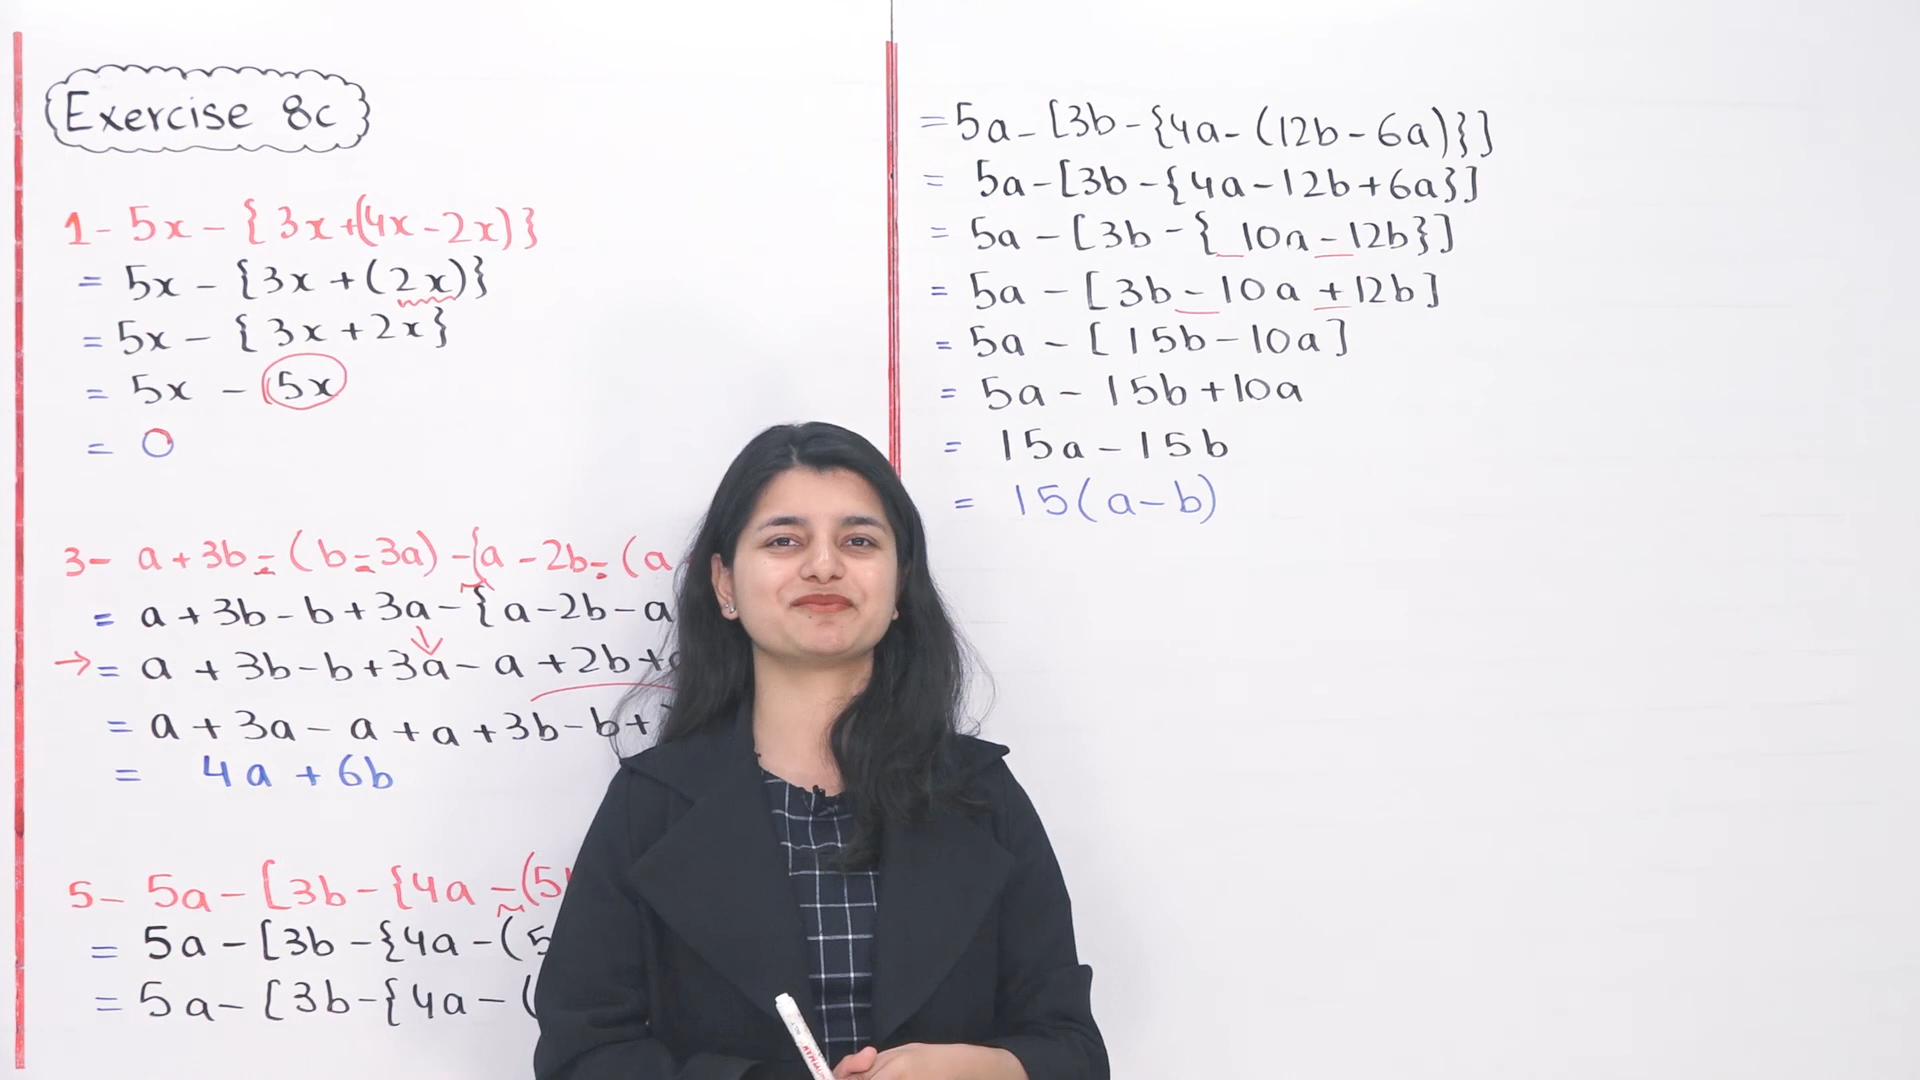 Exercise 8c
1- 5x - { 3x + (4x - 2x) }
= 5x - {3x + (2x)}
= 5x - { 3x + 2x }
= 5x - 5x
= 0
3- a + 3b - (b - 3a) - {a - 2b - (a
= a + 3b - b + 3a - { a - 2b - a
→ = a + 3b - b + 3a - a + 2b +
= a + 3a - a + a + 3b - b +
= 4a + 6b
5- 5a - [3b - {4a - (5
= 5a - [3b - {4a - (5
= 5a - [3b - {4a - (
= 5a - [3b - {4a - (12b - 6a)}]
= 5a - [3b - {4a - 12b + 6a}]
= 5a - [3b - { 10a - 12b}]
= 5a - [3b - 10a + 12b]
= 5a - [15b - 10a]
= 5a - 15b + 10a
= 15a - 15b
= 15(a - b)